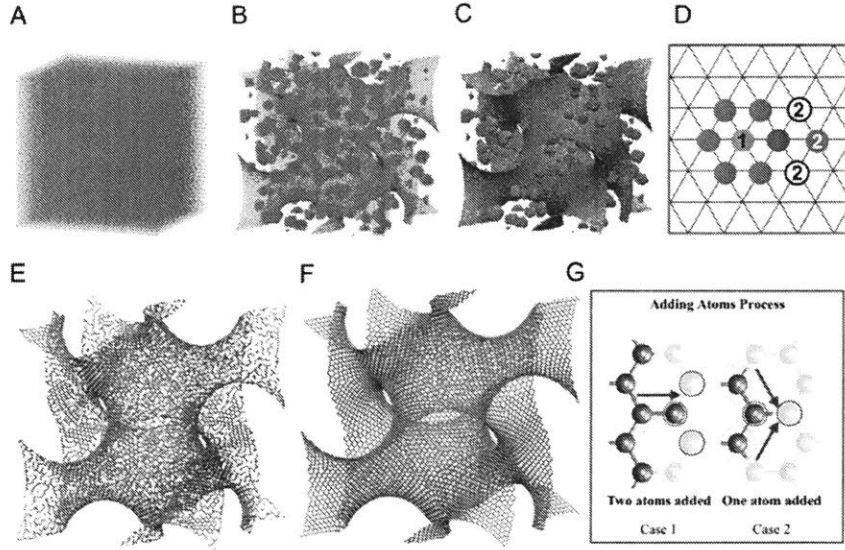 A
B
C
D
2
1
2
2
E
F
G
Adding Atoms Process
Two atoms added
One atom added
Case 1
Case 2